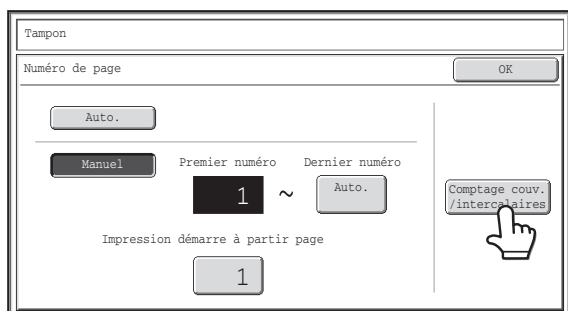 Tampon
Numéro de page
OK
Auto.
Manuel
Premier numéro
Dernier numéro
1
~
Auto.
Comptage couv.
/intercalaires
Impression démarre à partir page
1